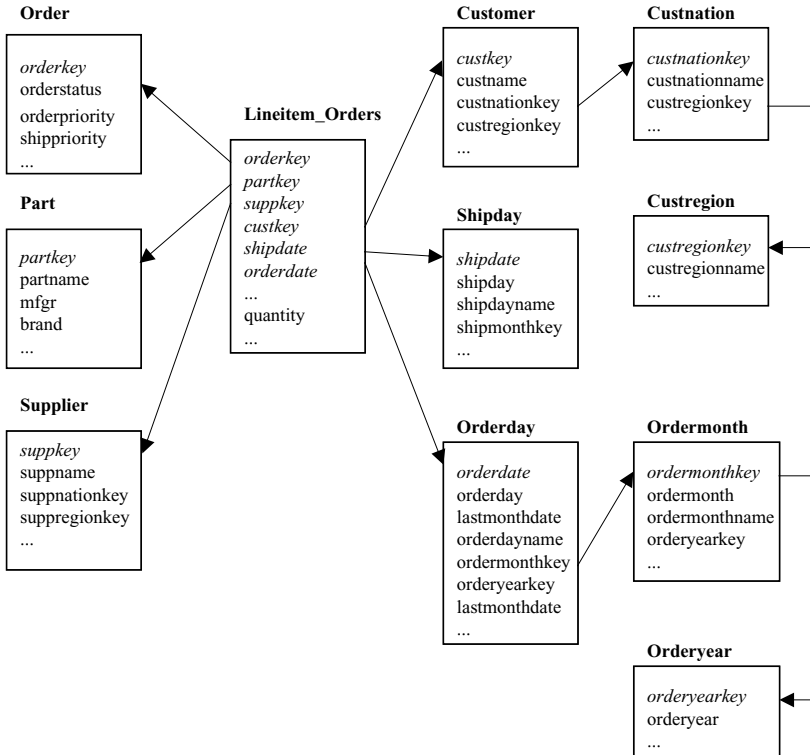 Order
orderkey
orderstatus
orderpriority
shippriority
...
Part
partkey
partname
mfgr
brand
...
Supplier
suppkey
suppname
suppnationkey
suppregionkey
...
Lineitem_Orders
orderkey
partkey
suppkey
custkey
shipdate
orderdate
...
quantity
...
Customer
custkey
custname
custnationkey
custregionkey
...
Shipday
shipdate
shipday
shipdayname
shipmonthkey
...
Orderday
orderdate
orderday
lastmonthdate
orderdayname
ordermonthkey
orderyearkey
lastmonthdate
...
Custnation
custnationkey
custnationname
custregionkey
...
Custregion
custregionkey
custregionname
...
Ordermonth
ordermonthkey
ordermonth
ordermonthname
orderyearkey
...
Orderyear
orderyearkey
orderyear
...